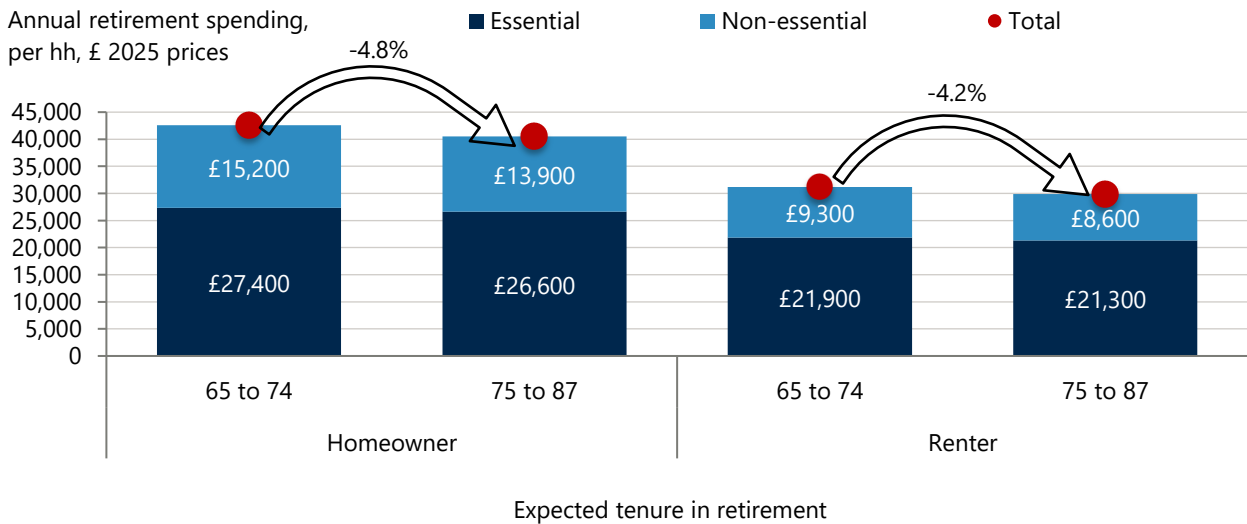 Annual retirement spending,
per hh, £ 2025 prices
Essential
Non-essential
Total
-4.8%
-4.2%
45,000
40,000
35,000
30,000
25,000
20,000
15,000
10,000
5,000
0
£15,200
£13,900
£9,300
£8,600
£27,400
£26,600
£21,900
£21,300
65 to 74
75 to 87
65 to 74
75 to 87
Homeowner
Renter
Expected tenure in retirement